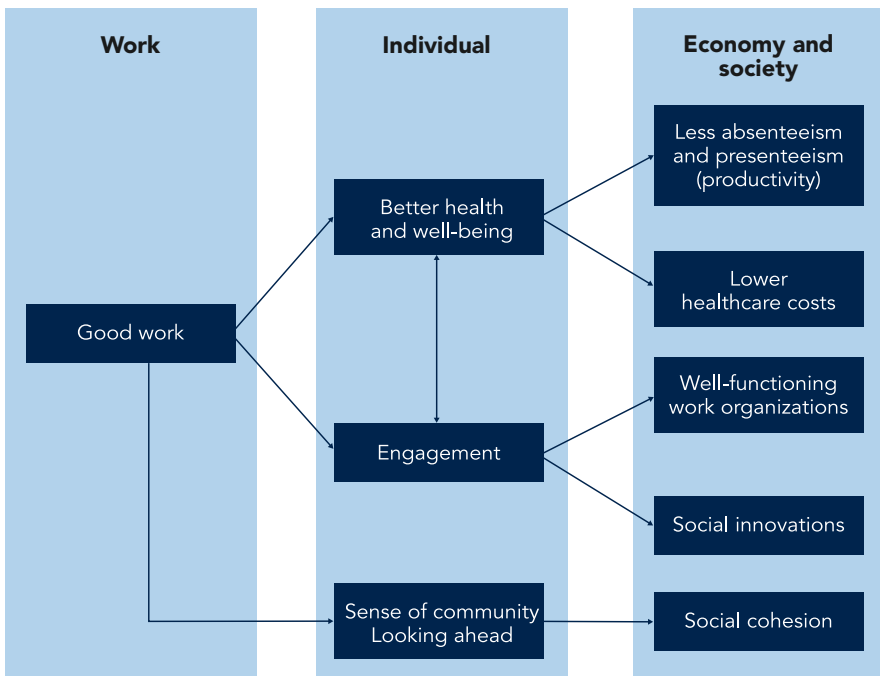 Work
Individual
Economy and
society
Less absenteeism
and presenteeism
(productivity)
Better health
and well-being
Lower
healthcare costs
Good work
Well-functioning
work organizations
Engagement
Social innovations
Sense of community
Looking ahead
Social cohesion